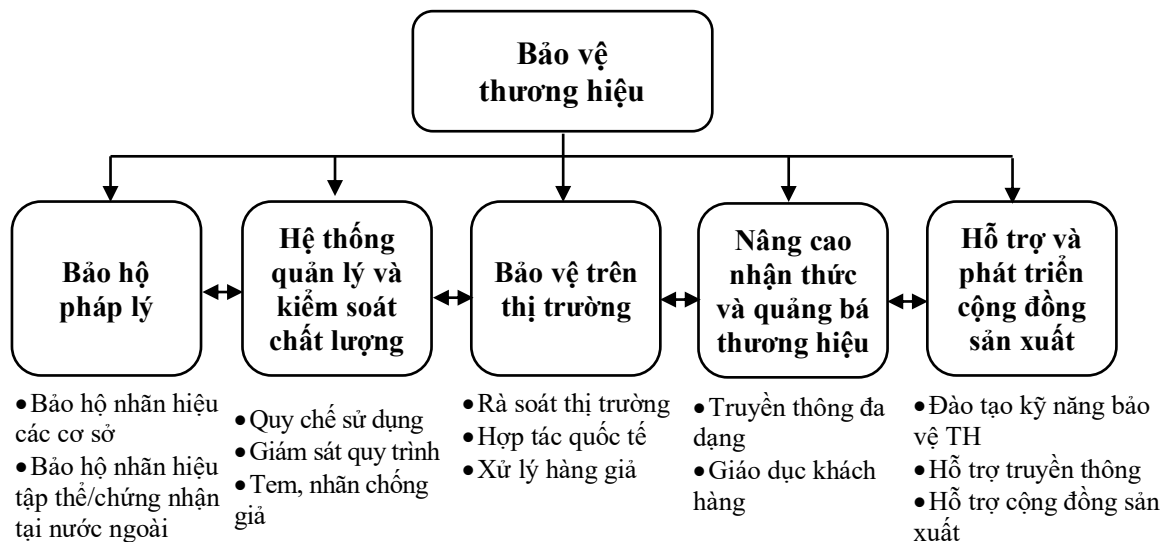 Bảo vệ
thương hiệu
Bảo hộ
pháp lý
Hệ thống
quản lý và
kiểm soát
chất lượng
Bảo vệ trên
thị trường
Nâng cao
nhận thức
và quảng bá
thương hiệu
Hỗ trợ và
phát triển
cộng đồng
sản xuất
•Bảo hộ nhãn hiệu
các cơ sở
•Bảo hộ nhãn hiệu
tập thể/chứng nhận
tại nước ngoài
•Quy chế sử dụng
•Giám sát quy trình
•Tem, nhãn chống
giả
•Rà soát thị trường
•Hợp tác quốc tế
•Xử lý hàng giả
•Truyền thông đa
dạng
•Giáo dục khách
hàng
•Đào tạo kỹ năng bảo
vệ TH
•Hỗ trợ truyền thông
•Hỗ trợ cộng đồng sản
xuất